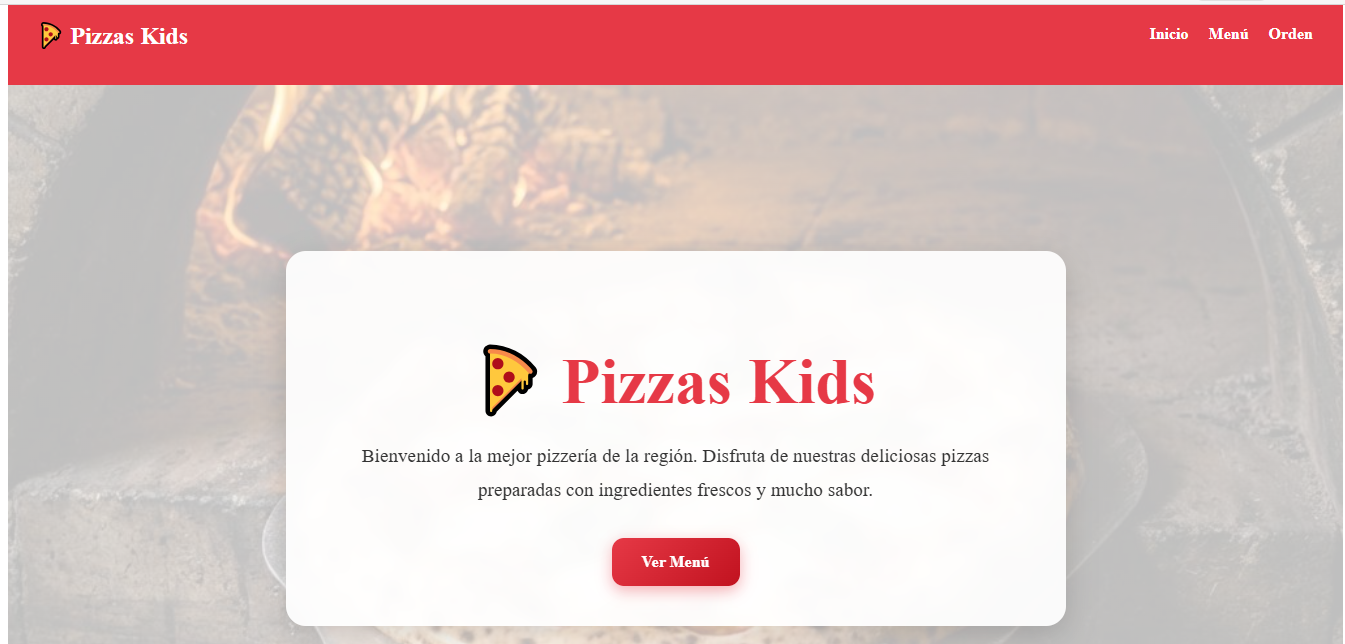 Pizzas Kids
Inicio Menú Orden
Pizzas Kids
Bienvenido a la mejor pizzería de la región. Disfruta de nuestras deliciosas pizzas
preparadas con ingredientes frescos y mucho sabor.
Ver Menú